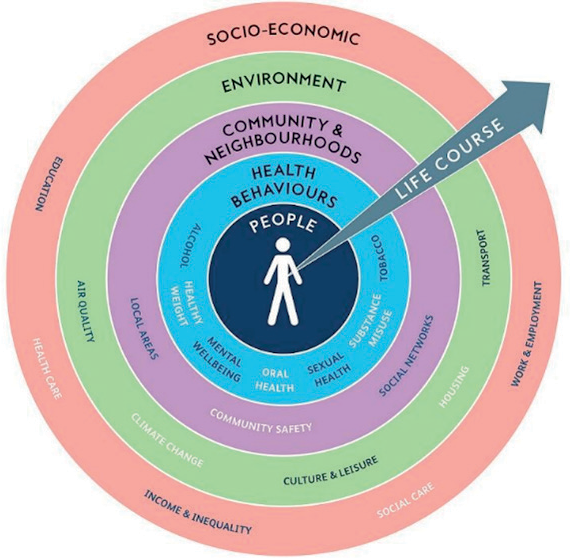 SOCIO-ECONOMIC
ENVIRONMENT
COMMUNITY &
NEIGHBOURHOODS
HEALTH
BEHAVIOURS
PEOPLE
LIFE COURSE
ALCOHOL
HEALTHY
WEIGHT
MENTAL
WELLBEING
ORAL
HEALTH
SEXUAL
HEALTH
SUBSTANCE
MISUSE
TOBACCO
LOCAL AREAS
COMMUNITY SAFETY
SOCIAL NETWORKS
AIR QUALITY
CLIMATE CHANGE
CULTURE & LEISURE
HOUSING
TRANSPORT
EDUCATION
HEALTH CARE
INCOME & INEQUALITY
SOCIAL CARE
WORK & EMPLOYMENT